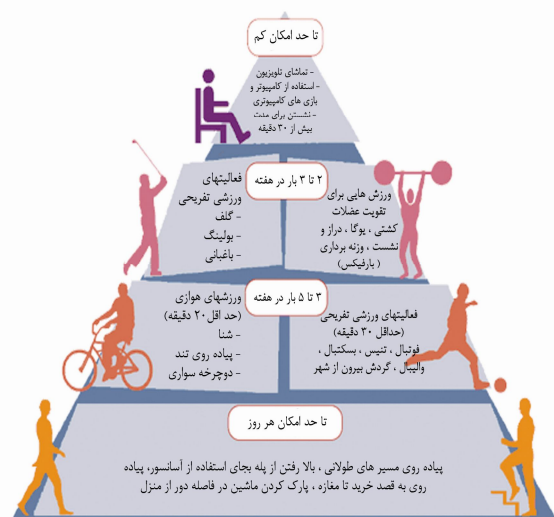 تا حد امکان کم
- تماشای تلویزیون
- استفاده از کامپیوتر و
بازی های کامپیوتری
- نشستن برای مدت
بیش از ۳۰ دقیقه
۲ تا ۳ بار در هفته
ورزش هایی برای
تقویت عضلات
کشتی ، یوگا ، دراز و
نشست ، وزنه برداری
( بارفیکس)
فعالیتهای
ورزشی تفریحی
- گلف
- بولینگ
- باغبانی
۳ تا ۵ بار در هفته
فعالیتهای ورزشی تفریحی
(حداقل ۳۰ دقیقه)
فوتبال ، تنیس ، بسکتبال ،
والیبال ، گردش بیرون از شهر
ورزشهای هوازی
(حد اقل۲۰ دقیقه)
- شنا
- پیاده روی تند
- دوچرخه سواری
تا حد امکان هر روز
پیاده روی مسیر های طولانی ، بالا رفتن از پله بجای استفاده از آسانسور، پیاده
روی به قصد خرید تا مغازه ، پارک کردن ماشین در فاصله دور از منزل